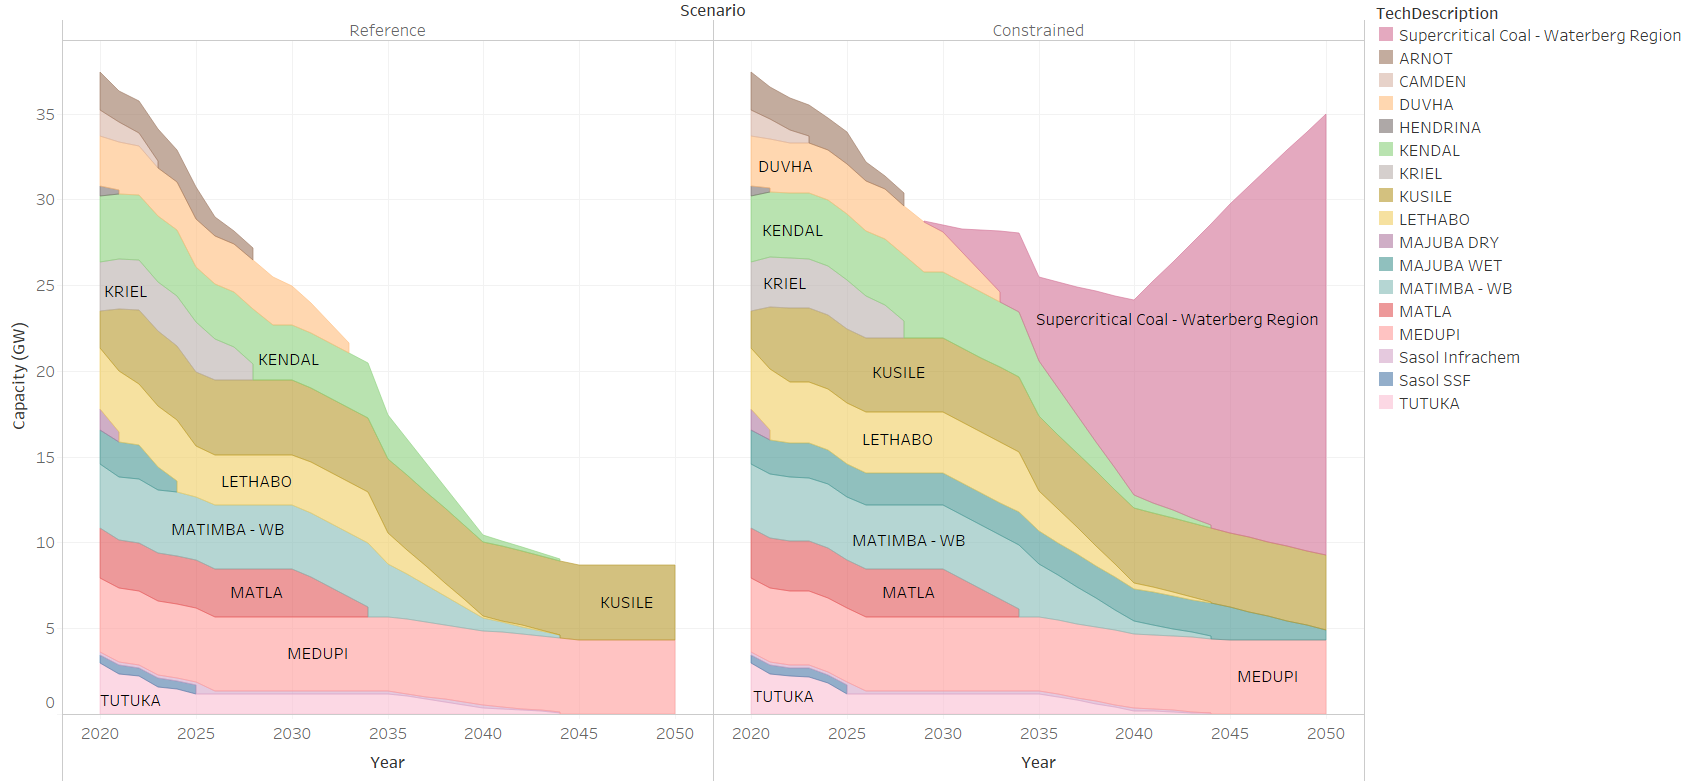 Scenario
Reference
Constrained
Capacity (GW)
35
30
25
20
15
10
5
0
KRIEL
KENDAL
LETHABO
MATIMBA - WB
MATLA
KUSILE
MEDUPI
TUTUKA
DUVHA
KENDAL
KRIEL
Supercritical Coal - Waterberg Region
KUSILE
LETHABO
MATIMBA - WB
MATLA
MEDUPI
TUTUKA
2020 2025 2030 2035 2040 2045 2050
2020 2025 2030 2035 2040 2045 2050
Year
Year
TechDescription
Supercritical Coal - Waterberg Region
ARNOT
CAMDEN
DUVHA
HENDRINA
KENDAL
KRIEL
KUSILE
LETHABO
MAJUBA DRY
MAJUBA WET
MATIMBA - WB
MATLA
MEDUPI
Sasol Infrachem
Sasol SSF
TUTUKA